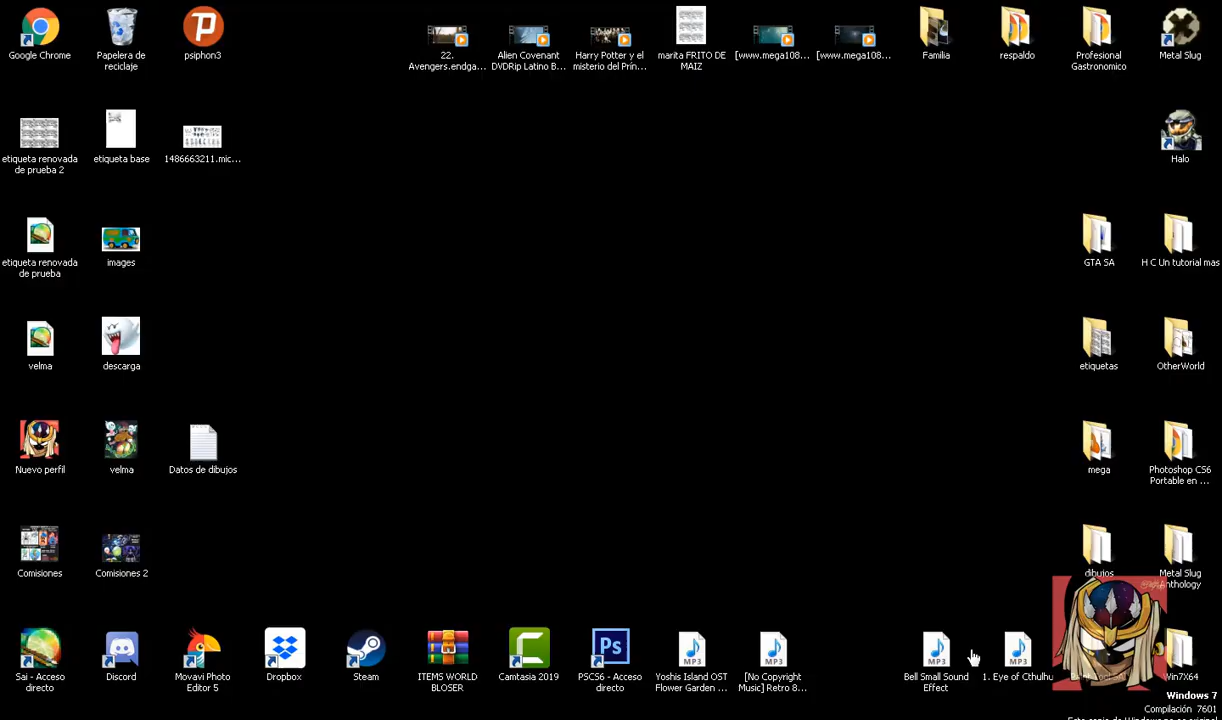 Google Chrome
Papelera de
reciclaje
psiphon3
22.
Avengers.endga...
Alien Covenant
DVDRip Latino B...
Harry Potter y el
misterio del Prín...
marita FRITO DE
MAIZ
[www.mega108...
[www.mega108...
Familia
respaldo
Profesional
Gastronomico
Metal Slug
etiqueta renovada
de prueba 2
etiqueta base
1486663211.mic...
Halo
etiqueta renovada
de prueba
images
GTA SA
H C Un tutorial mas
velma
descarga
etiquetas
OtherWorld
Nuevo perfil
velma
Datos de dibujos
mega
Photoshop CS6
Portable en ...
Comisiones
Comisiones 2
dibujos
Metal Slug
Anthology
Sai - Acceso
directo
Discord
Movavi Photo
Editor 5
Dropbox
Steam
ITEMS WORLD
BLOSER
Camtasia 2019
Ps
PSCS6 - Acceso
directo
MP3
Yoshis Island OST
Flower Garden ...
MP3
[No Copyright
Music] Retro 8...
MP3
Bell Small Sound
Effect
MP3
1. Eye of Cthulhu
Win7X64
Windows 7
Compilación 7601